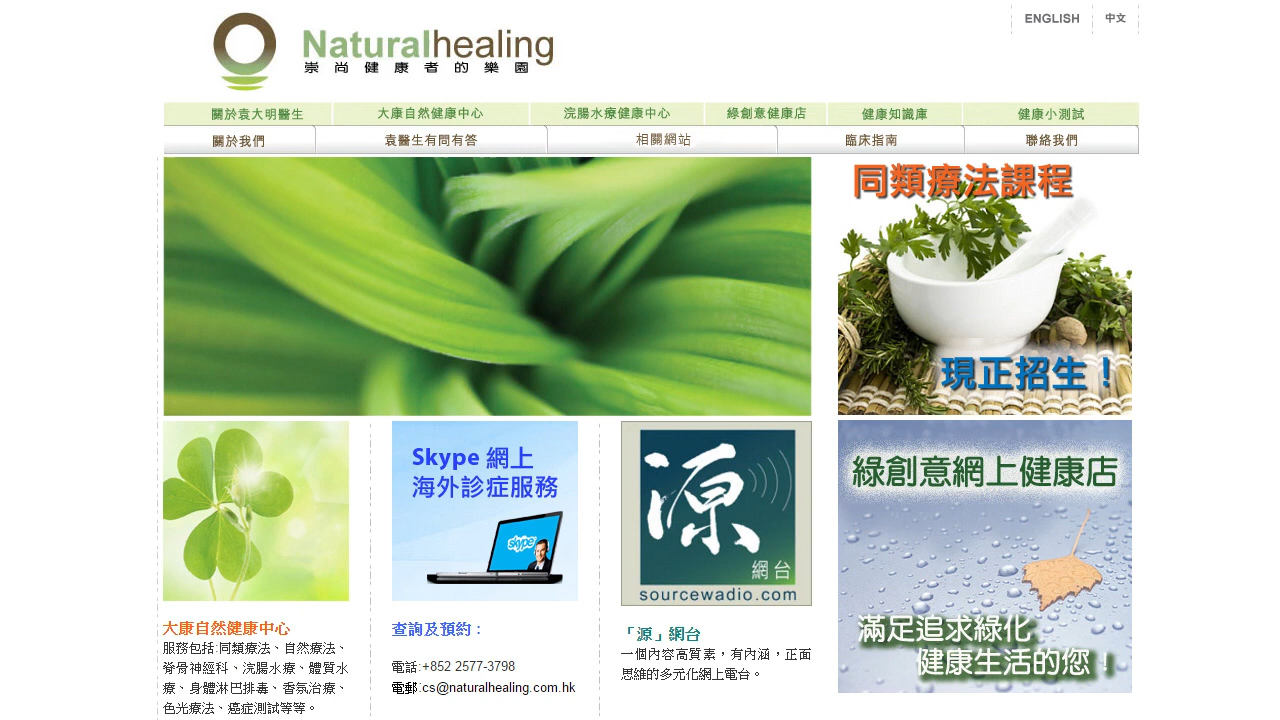 ENGLISH 中文
Naturalhealing
崇尚健康者的樂園
關於袁大明醫生 大康自然健康中心 浣腸水療健康中心 綠創意健康店 健康知識庫 健康小測試
關於我們 袁醫生有問有答 相關網站 臨床指南 聯絡我們
同類療法課程
現正招生！
Skype 網上
海外診症服務
skype
源
網台
sourcewadio.com
綠創意網上健康店
滿足追求綠化
健康生活的您！
大康自然健康中心
服務包括:同類療法、自然療法、
脊骨神經科、浣腸水療、體質水
療、身體淋巴排毒、香氛治療、
色光療法、癌症測試等等。
查詢及預約：
電話:+852 2577-3798
電郵:cs@naturalhealing.com.hk
「源」網台
一個內容高質素，有內涵，正面
思維的多元化網上電台。